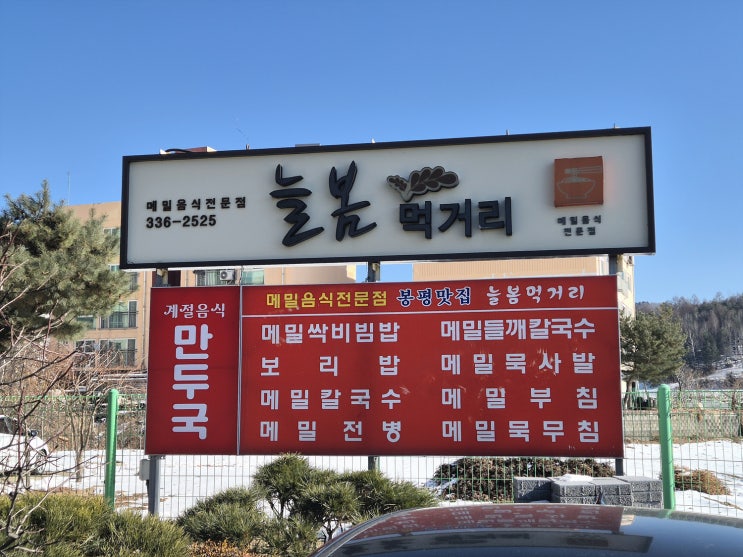 메밀음식전문점
336-2525
늘봄 먹거리
메밀음식
전문점
계절음식
만두국
메밀음식전문점 봉평맛집 늘봄먹거리
메밀싹비빔밥 메밀들깨칼국수
보리밥 메밀묵사발
메밀칼국수 메밀부침
메밀전병 메밀묵무침